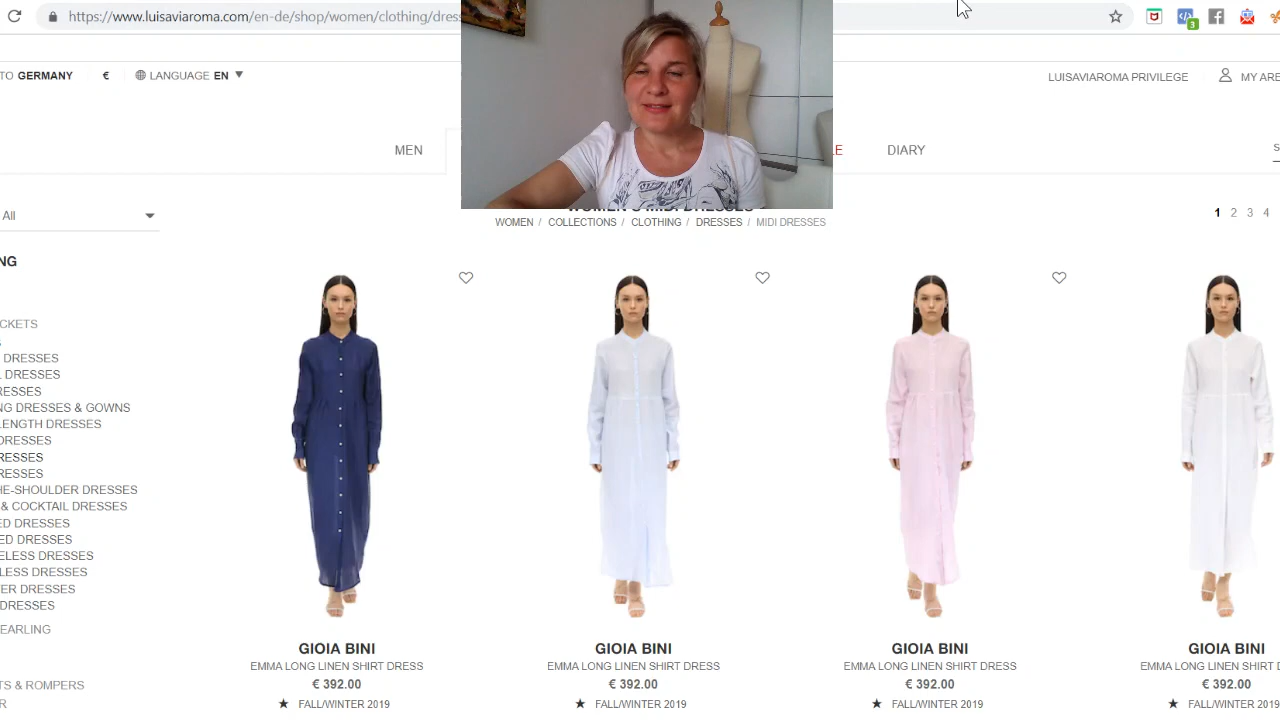 https://www.luisaviaroma.com/en-de/shop/women/clothing/dress
3
TO GERMANY € LANGUAGE EN
LUISAVIAROMA PRIVILEGE MY ARE
MEN
DIARY
All
WOMEN'S MIDI DRESSES
WOMEN / COLLECTIONS / CLOTHING / DRESSES / MIDI DRESSES
1 2 3 4
NG
CKETS
DRESSES
L DRESSES
RESSES
NG DRESSES & GOWNS
LENGTH DRESSES
DRESSES
RESSES
RESSES
HE-SHOULDER DRESSES
& COCKTAIL DRESSES
ED DRESSES
ED DRESSES
ELESS DRESSES
LESS DRESSES
ER DRESSES
DRESSES
EARLING
TS & ROMPERS
R
GIOIA BINI
EMMA LONG LINEN SHIRT DRESS
€ 392.00
★ FALL/WINTER 2019
GIOIA BINI
EMMA LONG LINEN SHIRT DRESS
€ 392.00
★ FALL/WINTER 2019
GIOIA BINI
EMMA LONG LINEN SHIRT DRESS
€ 392.00
★ FALL/WINTER 2019
GIOIA BINI
EMMA LONG LINEN SHIRT D
€ 392.00
★ FALL/WINTER 2019